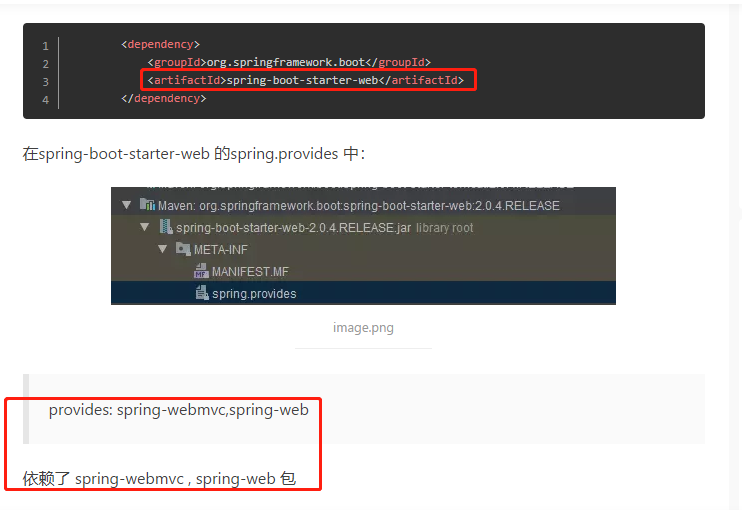 1 <dependency>
2 <groupId>org.springframework.boot</groupId>
3 <artifactId>spring-boot-starter-web</artifactId>
4 </dependency>
在spring-boot-starter-web 的spring.provides 中：
Maven: org.springframework.boot:spring-boot-starter-web:2.0.4.RELEASE
spring-boot-starter-web-2.0.4.RELEASE.jar library root
META-INF
MANIFEST.MF
spring.provides
image.png
provides: spring-webmvc,spring-web
依赖了 spring-webmvc , spring-web 包